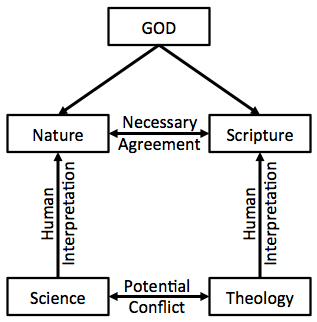 GOD
Necessary
Nature
Scripture
Agreement
Human
Interpretation
Human
Interpretation
Potential
Science
Theology
Conflict